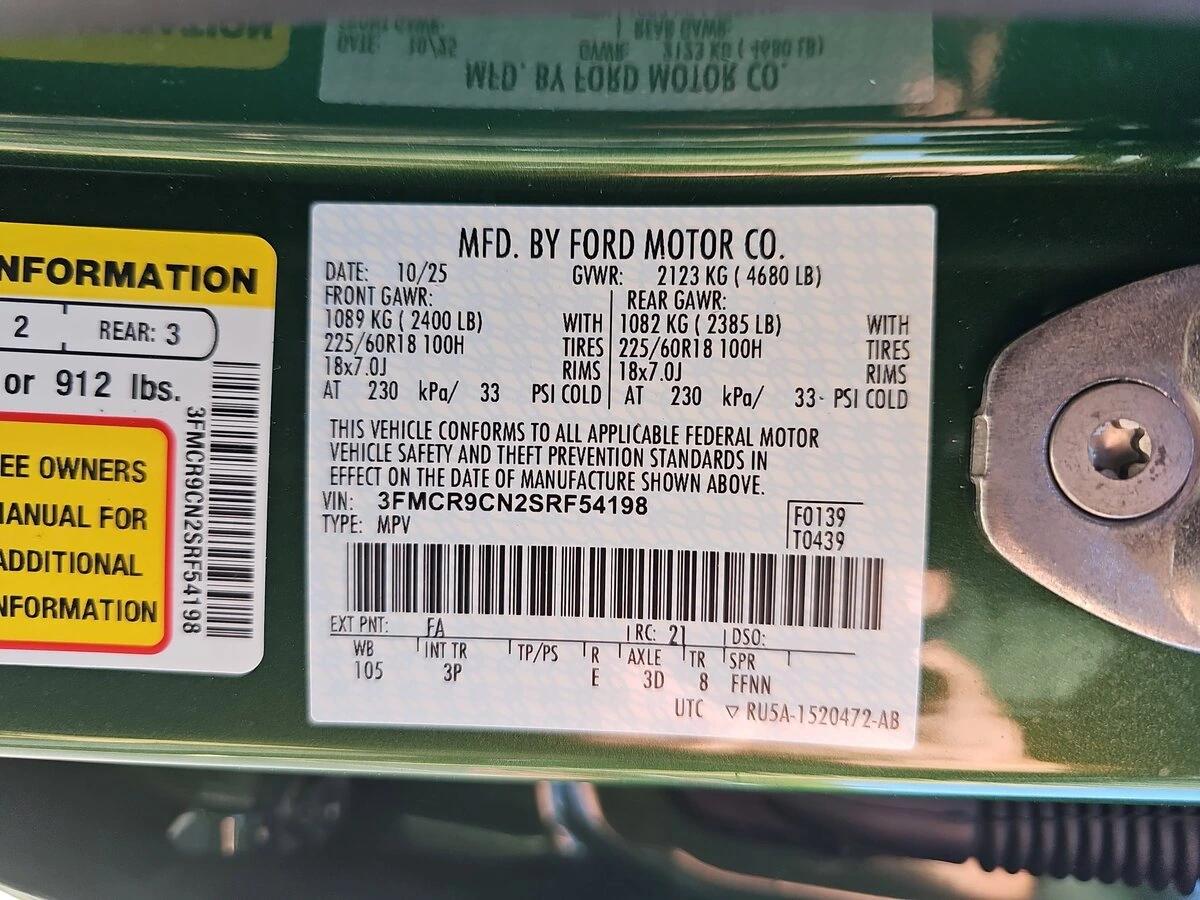 NFORMATION
2 REAR: 3
or 912 lbs.
EE OWNERS
MANUAL FOR
ADDITIONAL
NFORMATION
3FMCR9CN2SRF54198
MFD. BY FORD MOTOR CO.
DATE: 10/25 GVWR: 2123 KG ( 4680 LB)
FRONT GAWR: REAR GAWR:
1089 KG ( 2400 LB) WITH 1082 KG ( 2385 LB) WITH
225/60R18 100H TIRES 225/60R18 100H TIRES
18x7.0J RIMS 18x7.0J RIMS
AT 230 kPa/ 33 PSI COLD AT 230 kPa/ 33 PSI COLD
THIS VEHICLE CONFORMS TO ALL APPLICABLE FEDERAL MOTOR
VEHICLE SAFETY AND THEFT PREVENTION STANDARDS IN
EFFECT ON THE DATE OF MANUFACTURE SHOWN ABOVE.
VIN: 3FMCR9CN2SRF54198
TYPE: MPV
F0139
T0439
EXT PNT: FA RC: 21 DSO:
WB INT TR TP/PS R AXLE TR SPR
105 3P E 3D 8 FFNN
UTC ▽ RU5A-1520472-AB